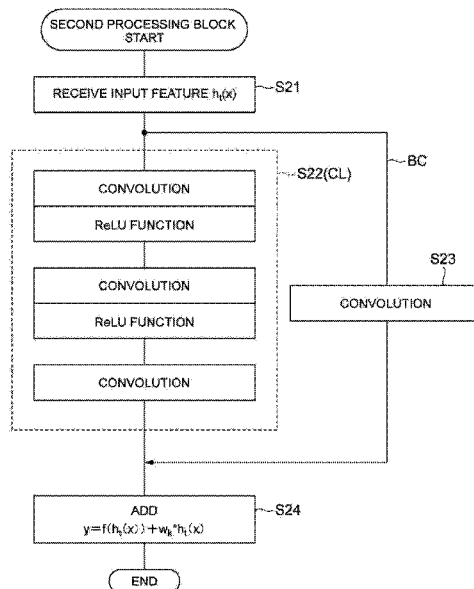 SECOND PROCESSING BLOCK
START
RECEIVE INPUT FEATURE hₜ(x)
S21
BC
S22(CL)
CONVOLUTION
ReLU FUNCTION
S23
CONVOLUTION
CONVOLUTION
ReLU FUNCTION
CONVOLUTION
ADD
S24
y=f(hₜ(x))+wₖ*hₜ(x)
END